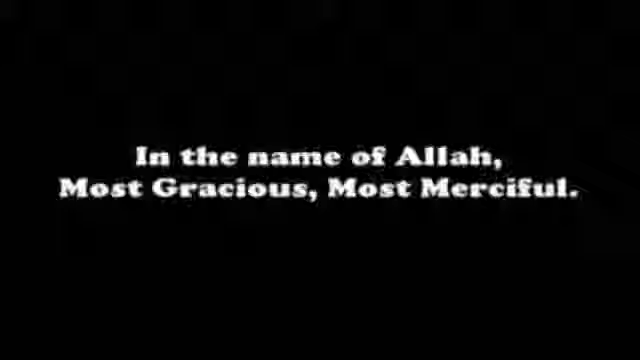 In the name of Allah,
Most Gracious, Most Merciful.